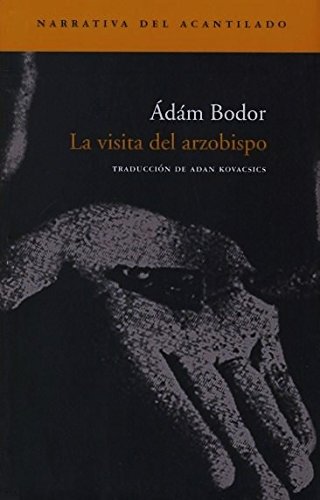 NARRATIVA DEL ACANTILADO
Ádám Bodor
La visita del arzobispo
TRADUCCIÓN DE ADAN KOVACSICS